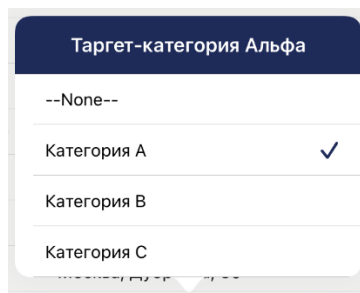 Таргет-категория Альфа
--None--
Категория А
Категория В
Категория С